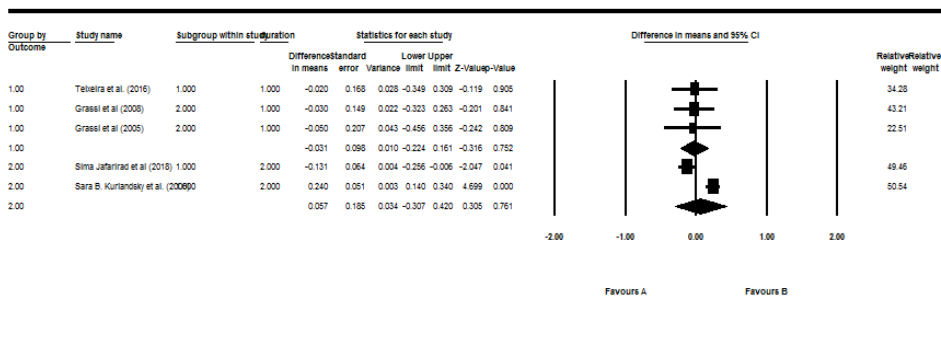 Group by Study name Subgroup within study duration Statistics for each study Difference in means and 95% CI
Outcome
Difference Standard Lower Upper Relative Relative
in means error Variance limit limit Z-Value p-Value weight weight
1.00 Teixeira et al. (2016) 1.000 1.000 -0.020 0.168 0.028 -0.349 0.309 -0.119 0.905 34.28
1.00 Grassi et al (2008) 2.000 1.000 -0.030 0.149 0.022 -0.323 0.263 -0.201 0.841 43.21
1.00 Grassi et al (2005) 2.000 1.000 -0.050 0.207 0.043 -0.456 0.356 -0.242 0.809 22.51
1.00 -0.031 0.098 0.010 -0.224 0.161 -0.316 0.752
2.00 Sima Jafarirad et al (2018) 1.000 2.000 -0.131 0.064 0.004 -0.256 -0.006 -2.047 0.041 49.46
2.00 Sara B. Kurlandsky et al. 2.000 0.240 0.051 0.003 0.140 0.340 4.699 0.000 50.54
2.00 0.057 0.185 0.034 -0.307 0.420 0.305 0.761
-2.00 -1.00 0.00 1.00 2.00
Favours A Favours B